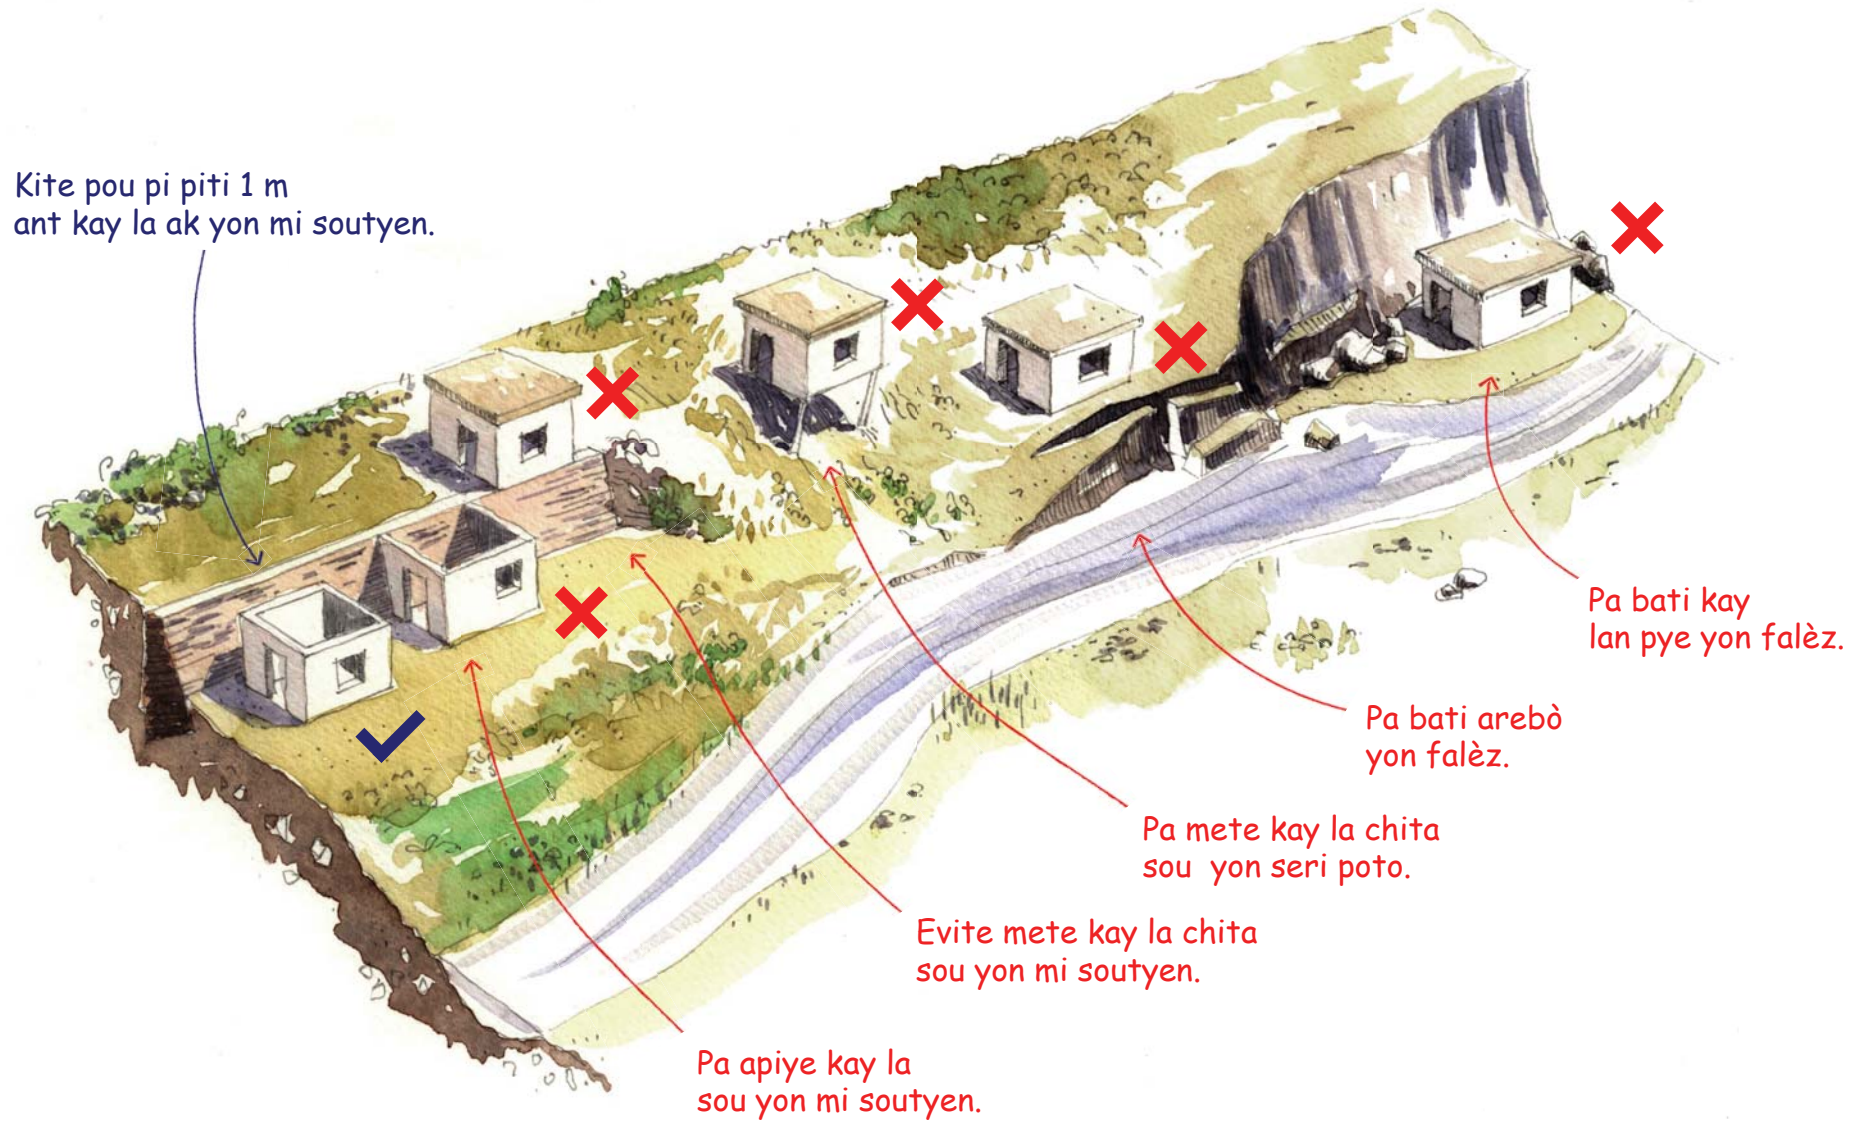 Kite pou pi piti 1 m
ant kay la ak yon mi soutyen.
Pa bati kay
lan pye yon falèz.
Pa bati arebò
yon falèz.
Pa mete kay la chita
sou yon seri poto.
Evite mete kay la chita
sou yon mi soutyen.
Pa apiye kay la
sou yon mi soutyen.